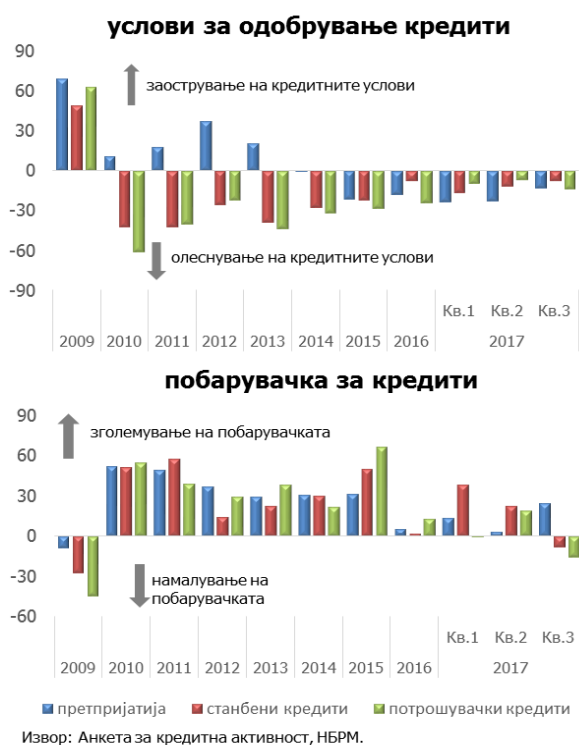 услови за одобрување кредити
90
заострување на кредитните услови
60
30
0
-30
-60
олеснување на кредитните услови
-90
Кв.1 Кв.2 Кв.3
2009 2010 2011 2012 2013 2014 2015 2016 2017
побарувачка за кредити
90
зголемување на побарувачката
60
30
0
-30
намалување на
побарувачката
-60
Кв.1 Кв.2 Кв.3
2009 2010 2011 2012 2013 2014 2015 2016 2017
претпријатија станбени кредити потрошувачки кредити
Извор: Анкета за кредитна активност, НБРМ.